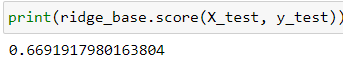 print(ridge_base.score(X_test, y_test))
0.6691917980163804